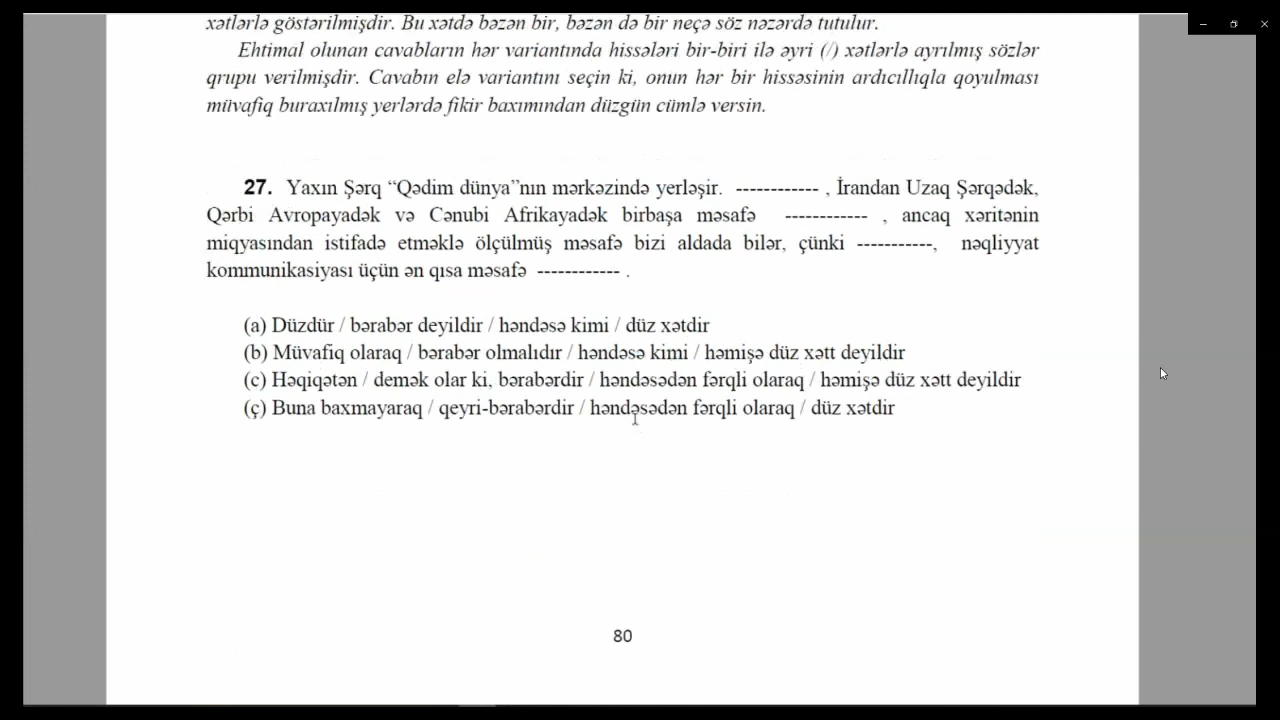 xətlərlə göstərilmişdir. Bu xətdə bəzən bir, bəzən də bir neçə söz nəzərdə tutulur.
Ehtimal olunan cavabların hər variantında hissələri bir-biri ilə əyri (/) xətlərlə ayrılmış sözlər
qrupu verilmişdir. Cavabın elə variantını seçin ki, onun hər bir hissəsinin ardıcıllıqla qoyulması
müvafiq buraxılmış yerlərdə fikir baxımından düzgün cümlə versin.
27. Yaxın Şərq “Qədim dünya”nın mərkəzində yerləşir. ------------ , İrandan Uzaq Şərqədək,
Qərbi Avropayadək və Cənubi Afrikayadək birbaşa məsafə ------------ , ancaq xəritənin
miqyasından istifadə etməklə ölçülmüş məsafə bizi aldada bilər, çünki -----------, nəqliyyat
kommunikasiyası üçün ən qısa məsafə ------------ .
(a) Düzdür / bərabər deyildir / həndəsə kimi / düz xətdir
(b) Müvafiq olaraq / bərabər olmalıdır / həndəsə kimi / həmişə düz xətt deyildir
(c) Həqiqətən / demək olar ki, bərabərdir / həndəsədən fərqli olaraq / həmişə düz xətt deyildir
(ç) Buna baxmayaraq / qeyri-bərabərdir / həndəsədən fərqli olaraq / düz xətdir
80